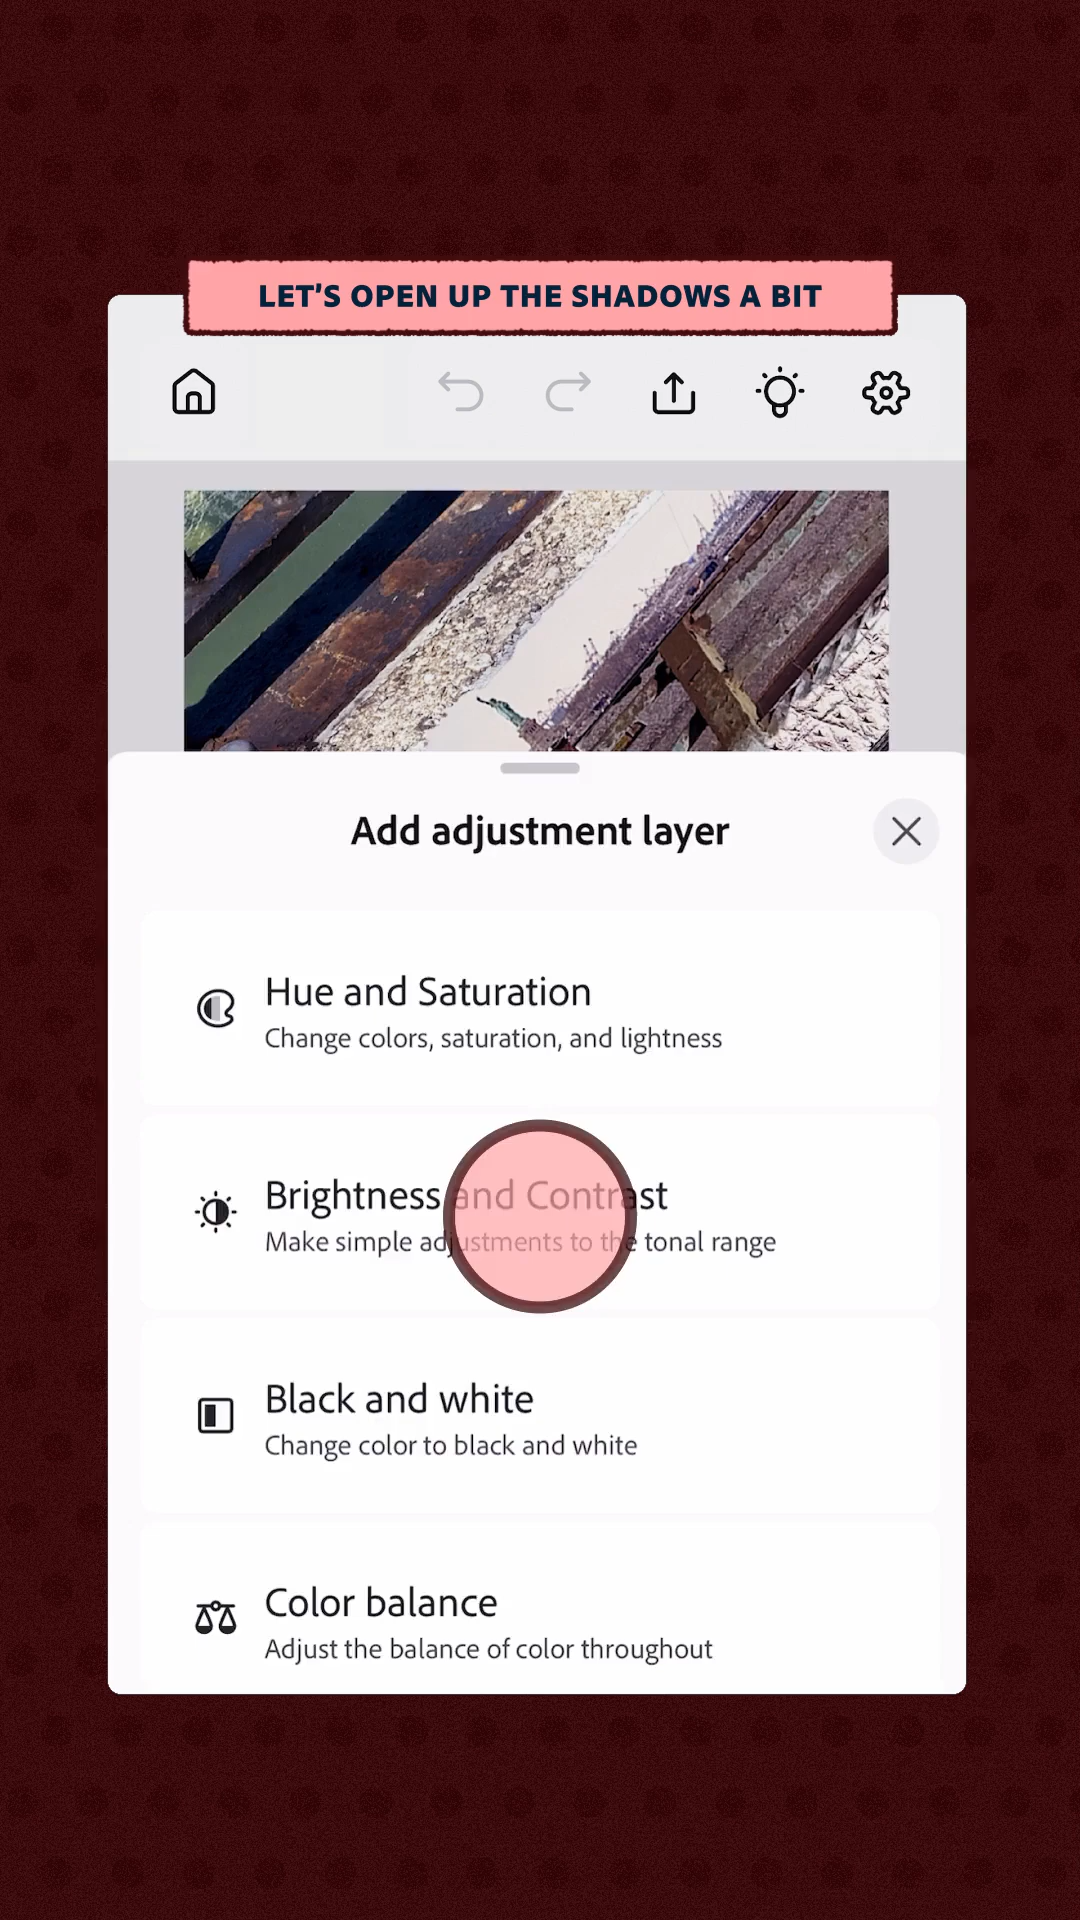 LET'S OPEN UP THE SHADOWS A BIT
Add adjustment layer
Hue and Saturation
Change colors, saturation, and lightness
Brightness and Contrast
Make simple adjustments to the tonal range
Black and white
Change color to black and white
Color balance
Adjust the balance of color throughout